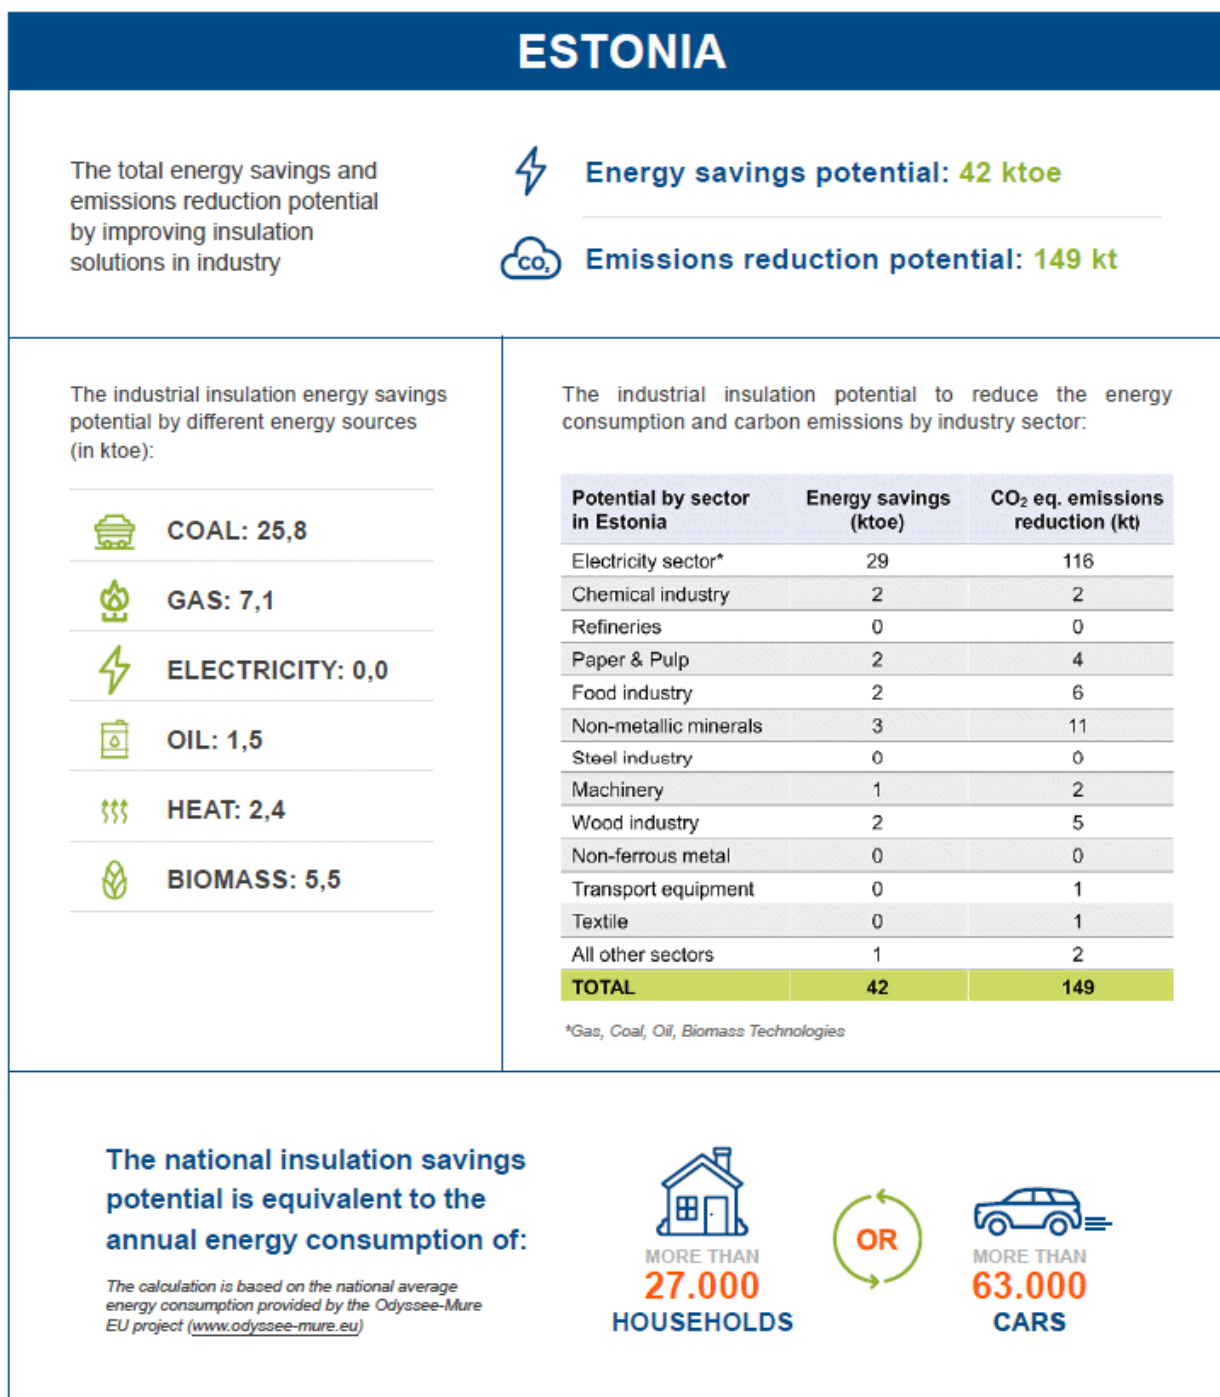 ESTONIA
The total energy savings and
emissions reduction potential
by improving insulation
solutions in industry
Energy savings potential: 42 ktoe
CO₂
Emissions reduction potential: 149 kt
The industrial insulation energy savings
potential by different energy sources
(in ktoe):
COAL: 25,8
GAS: 7,1
ELECTRICITY: 0,0
OIL: 1,5
HEAT: 2,4
BIOMASS: 5,5
The industrial insulation potential to reduce the energy
consumption and carbon emissions by industry sector:
Potential by sector in Estonia Energy savings (ktoe) CO₂ eq. emissions reduction (kt)
Electricity sector* 29 116
Chemical industry 2 2
Refineries 0 0
Paper & Pulp 2 4
Food industry 2 6
Non-metallic minerals 3 11
Steel industry 0 0
Machinery 1 2
Wood industry 2 5
Non-ferrous metal 0 0
Transport equipment 0 1
Textile 0 1
All other sectors 1 2
TOTAL 42 149
*Gas, Coal, Oil, Biomass Technologies
The national insulation savings
potential is equivalent to the
annual energy consumption of:
The calculation is based on the national average
energy consumption provided by the Odyssee-Mure
EU project (www.odyssee-mure.eu)
MORE THAN
27.000
HOUSEHOLDS
OR
MORE THAN
63.000
CARS